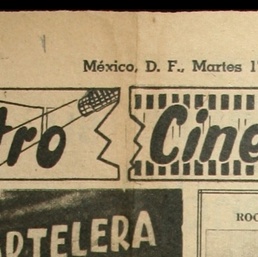 México, D. F., Martes 1
tro Cine
ARTELERA
ROC